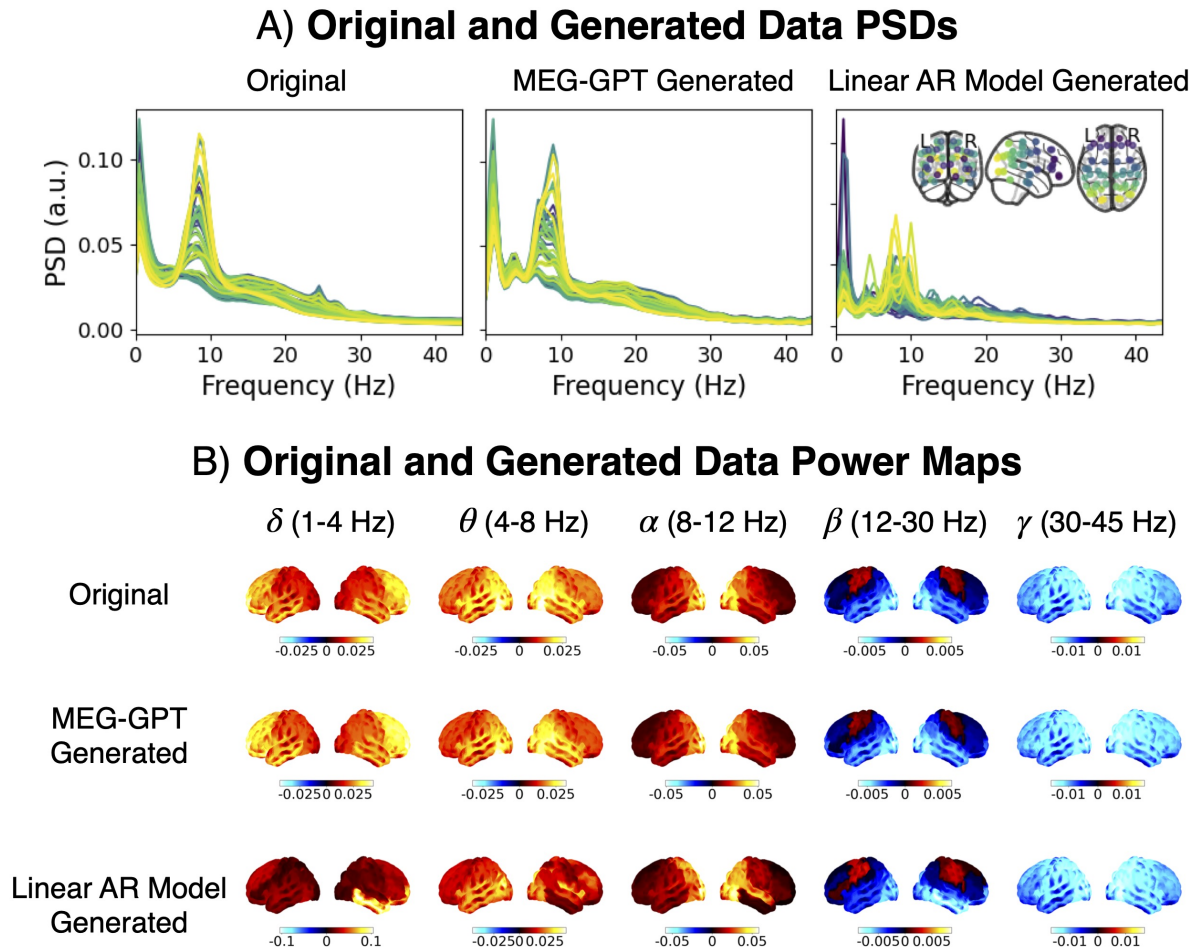 A) Original and Generated Data PSDs
Original
MEG-GPT Generated
Linear AR Model Generated
PSD (a.u.)
0.10
0.05
0.00
0 10 20 30 40
Frequency (Hz)
0 10 20 30 40
Frequency (Hz)
L R
L R
0 10 20 30 40
Frequency (Hz)
B) Original and Generated Data Power Maps
δ (1-4 Hz) θ (4-8 Hz) α (8-12 Hz) β (12-30 Hz) γ (30-45 Hz)
Original
-0.025 0 0.025 -0.025 0 0.025 -0.05 0 0.05 -0.005 0 0.005 -0.01 0 0.01
MEG-GPT
Generated
-0.025 0 0.025 -0.025 0 0.025 -0.05 0 0.05 -0.005 0 0.005 -0.01 0 0.01
Linear AR Model
Generated
-0.1 0 0.1 -0.025 0 0.025 -0.05 0 0.05 -0.005 0 0.005 -0.01 0 0.01